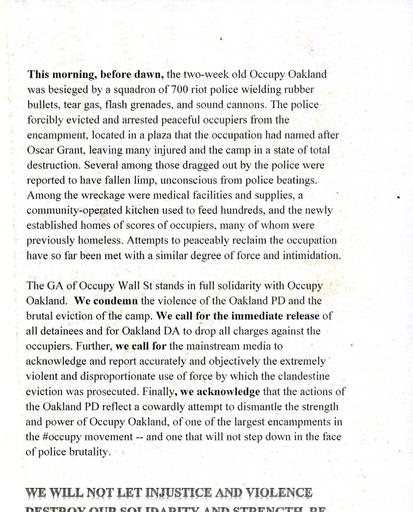 This morning, before dawn, the two-week old Occupy Oakland
was besieged by a squadron of 700 riot police wielding rubber
bullets, tear gas, flash grenades, and sound cannons. The police
forcibly evicted and arrested peaceful occupiers from the
encampment, located in a plaza that the occupation had named after
Oscar Grant, leaving many injured and the camp in a state of total
destruction. Several among those dragged out by the police were
reported to have fallen limp, unconscious from police beatings.
Among the wreckage were medical facilities and supplies, a
community-operated kitchen used to feed hundreds, and the newly
established homes of scores of occupiers, many of whom were
previously homeless. Attempts to peaceably reclaim the occupation
have so far been met with a similar degree of force and intimidation.
The GA of Occupy Wall St stands in full solidarity with Occupy
Oakland. We condemn the violence of the Oakland PD and the
brutal eviction of the camp. We call for the immediate release of
all detainees and for Oakland DA to drop all charges against the
occupiers. Further, we call for the mainstream media to
acknowledge and report accurately and objectively the extremely
violent and disproportionate use of force by which the clandestine
eviction was prosecuted. Finally, we acknowledge that the actions of
the Oakland PD reflect a cowardly attempt to dismantle the strength
and power of Occupy Oakland, of one of the largest encampments in
the #occupy movement -- and one that will not step down in the face
of police brutality.
WE WILL NOT LET INJUSTICE AND VIOLENCE
DESTROY OUR SOLIDARITY AND STRENGTH. BE